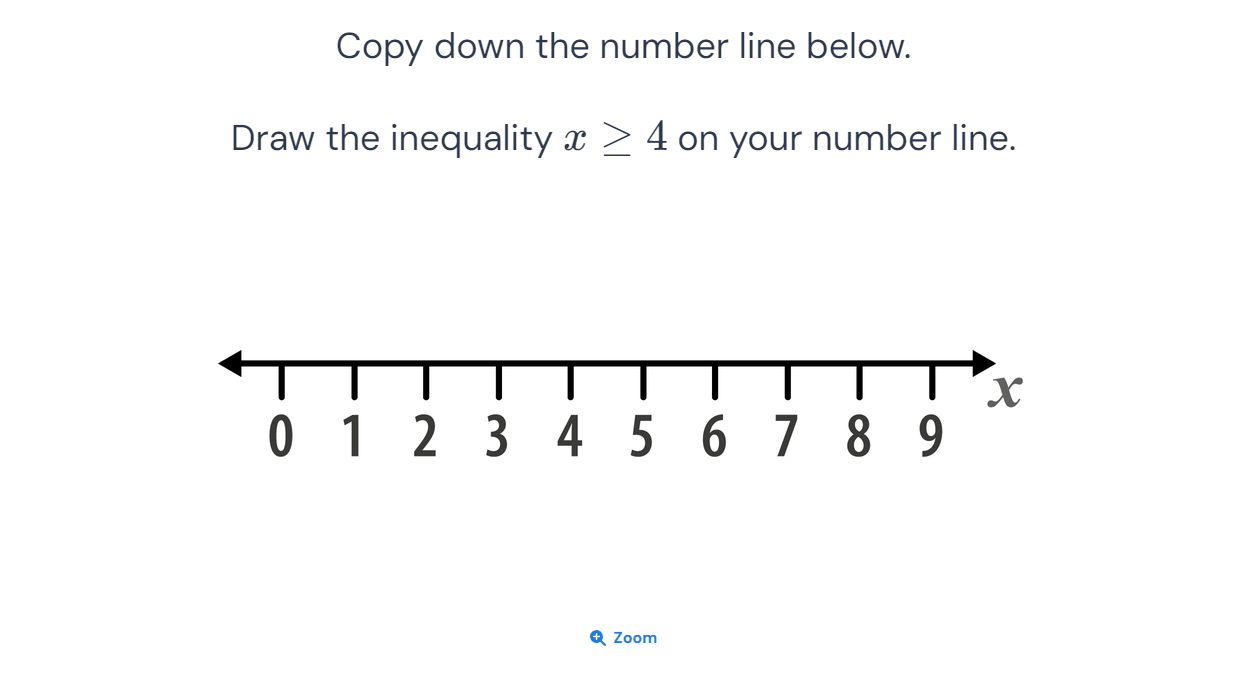 Copy down the number line below.
Draw the inequality x ≥ 4 on your number line.
x
0 1 2 3 4 5 6 7 8 9
Zoom